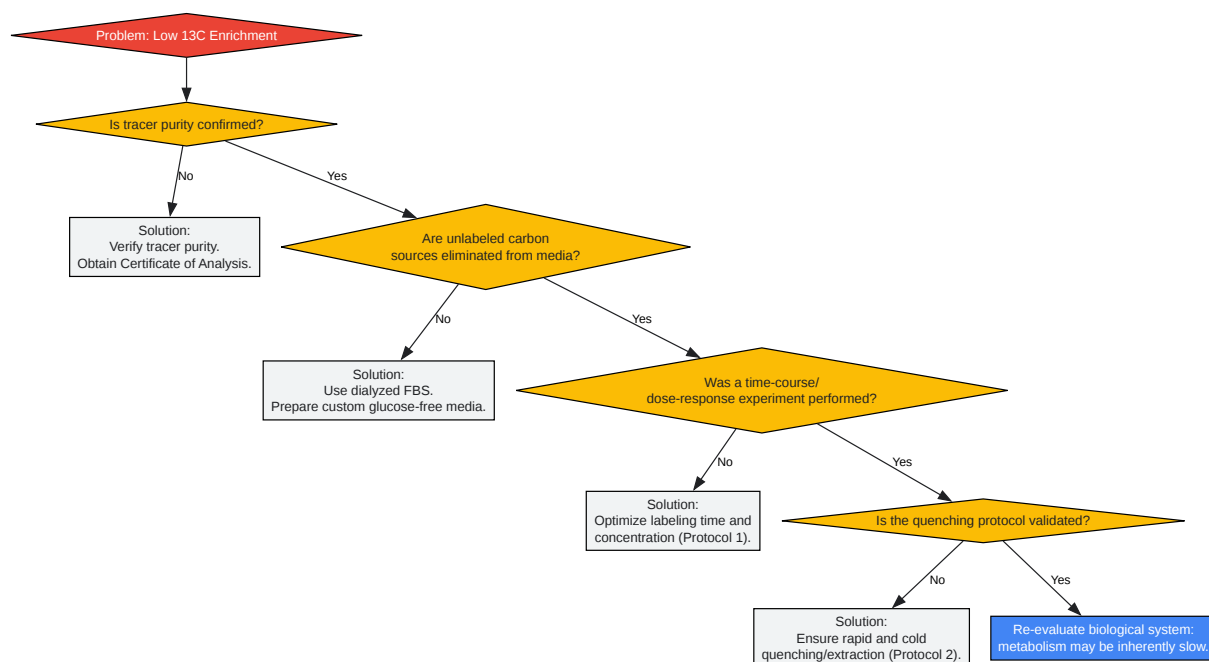 Problem: Low 13C Enrichment
Is tracer purity confirmed?
No
Yes
Solution:
Verify tracer purity.
Obtain Certificate of Analysis.
Are unlabeled carbon
sources eliminated from media?
No
Yes
Solution:
Use dialyzed FBS.
Prepare custom glucose-free media.
Was a time-course/
dose-response experiment performed?
No
Yes
Solution:
Optimize labeling time and
concentration (Protocol 1).
Is the quenching protocol validated?
No
Yes
Solution:
Ensure rapid and cold
quenching/extraction (Protocol 2).
Re-evaluate biological system:
metabolism may be inherently slow.